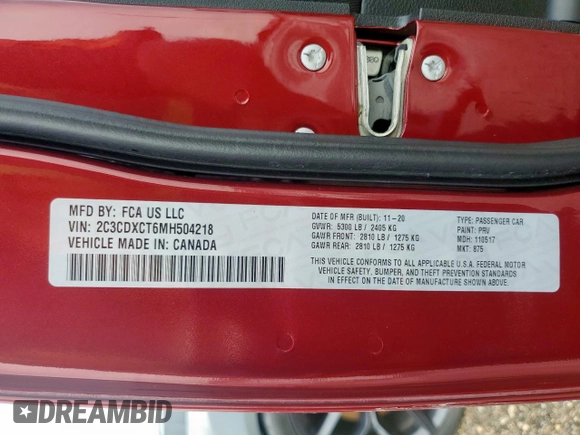 MFD BY: FCA US LLC
VIN: 2C3CDXCT6MH504218
VEHICLE MADE IN: CANADA
DATE OF MFR (BUILT): 11-20
GVWR: 5300 LB / 2405 KG
GAWR FRONT: 2810 LB / 1275 KG
GAWR REAR: 2810 LB / 1275 KG
TYPE: PASSENGER CAR
PAINT: PRV
MDH: 110517
MKT: 875
THIS VEHICLE CONFORMS TO ALL APPLICABLE U.S.A. FEDERAL MOTOR
VEHICLE SAFETY, BUMPER, AND THEFT PREVENTION STANDARDS
IN EFFECT ON THE DATE OF MANUFACTURE SHOWN ABOVE.
DREAMBID